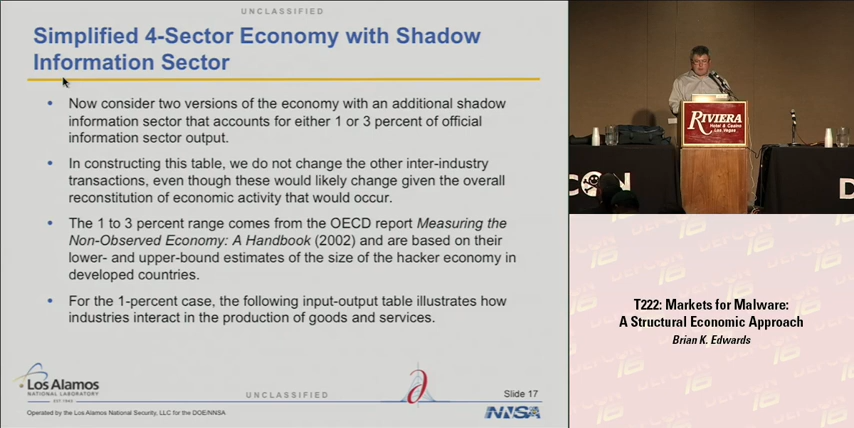 UNCLASSIFIED
Simplified 4-Sector Economy with Shadow
Information Sector
• Now consider two versions of the economy with an additional shadow
information sector that accounts for either 1 or 3 percent of official
information sector output.
• In constructing this table, we do not change the other inter-industry
transactions, even though these would likely change given the overall
reconstitution of economic activity that would occur.
• The 1 to 3 percent range comes from the OECD report Measuring the
Non-Observed Economy: A Handbook (2002) and are based on their
lower- and upper-bound estimates of the size of the hacker economy in
developed countries.
• For the 1-percent case, the following input-output table illustrates how
industries interact in the production of goods and services.
Los Alamos
NATIONAL LABORATORY
EST. 1943
UNCLASSIFIED
Slide 17
Operated by the Los Alamos National Security, LLC for the DOE/NNSA
NNSA
RIVIERA
Hotel & Casino
Las Vegas
CON
D
T222: Markets for Malware:
A Structural Economic Approach
Brian K. Edwards
DEFCON
16